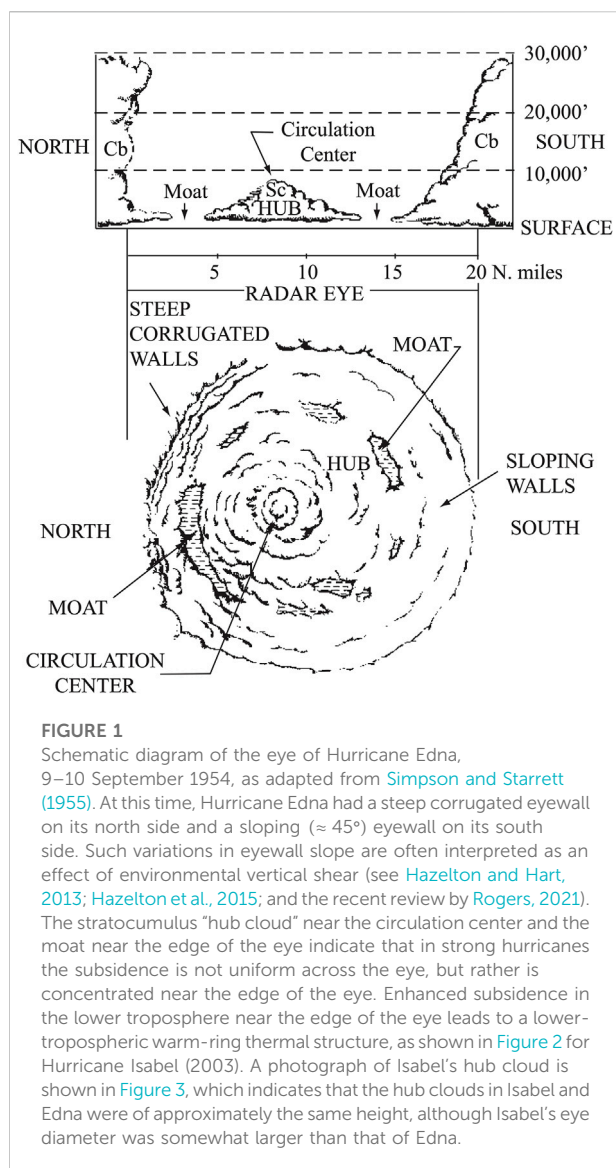 30,000'
20,000'
NORTH
Cb
Circulation
Center
Cb
SOUTH
10,000'
Moat
Sc
HUB
Moat
SURFACE
5
10
15
20 N. miles
RADAR EYE
STEEP
CORRUGATED
WALLS
MOAT
HUB
SLOPING
WALLS
NORTH
SOUTH
MOAT
CIRCULATION
CENTER
FIGURE 1
Schematic diagram of the eye of Hurricane Edna,
9–10 September 1954, as adapted from Simpson and Starrett
(1955). At this time, Hurricane Edna had a steep corrugated eyewall
on its north side and a sloping (≈ 45°) eyewall on its south
side. Such variations in eyewall slope are often interpreted as an
effect of environmental vertical shear (see Hazelton and Hart,
2013; Hazelton et al., 2015; and the recent review by Rogers, 2021).
The stratocumulus “hub cloud” near the circulation center and the
moat near the edge of the eye indicate that in strong hurricanes
the subsidence is not uniform across the eye, but rather is
concentrated near the edge of the eye. Enhanced subsidence in
the lower troposphere near the edge of the eye leads to a lower-
tropospheric warm-ring thermal structure, as shown in Figure 2 for
Hurricane Isabel (2003). A photograph of Isabel’s hub cloud is
shown in Figure 3, which indicates that the hub clouds in Isabel and
Edna were of approximately the same height, although Isabel’s eye
diameter was somewhat larger than that of Edna.